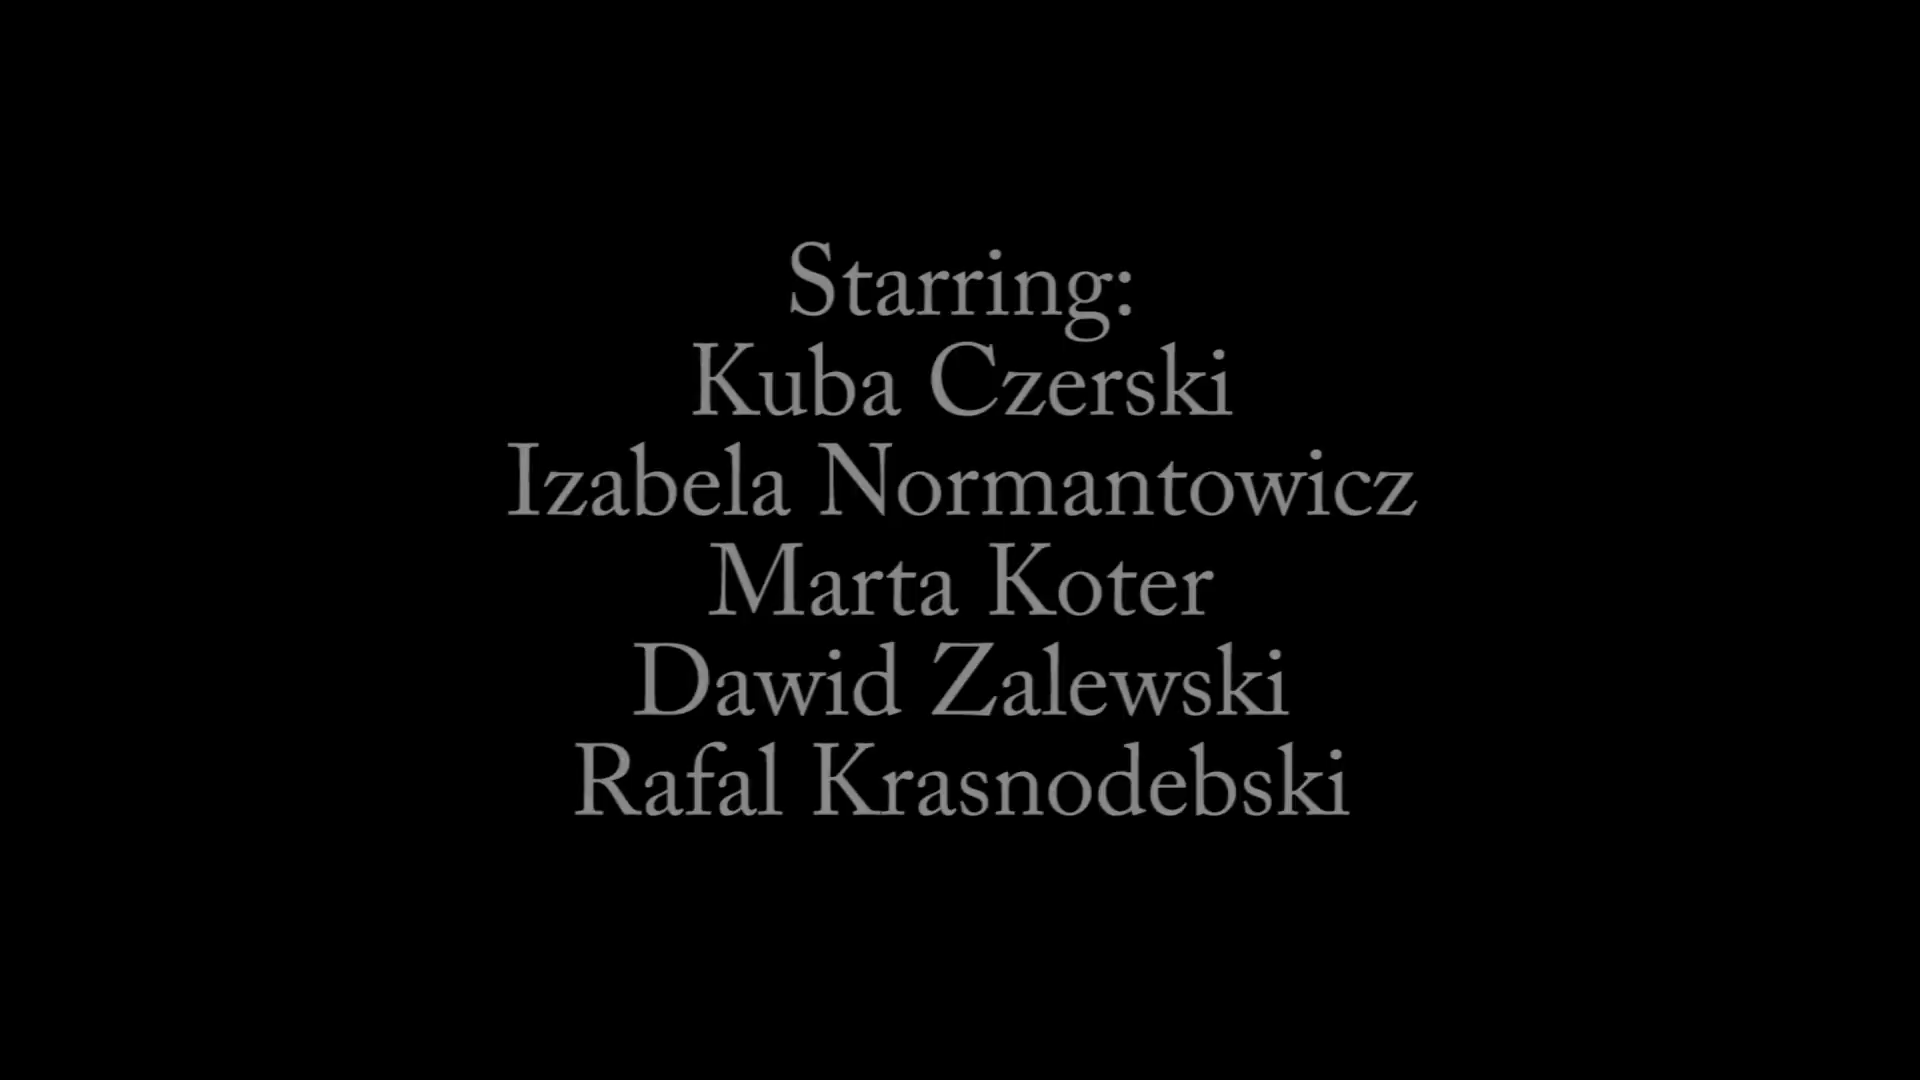 Starring:
Kuba Czerski
Izabela Normantowicz
Marta Koter
Dawid Zalewski
Rafal Krasnodebski